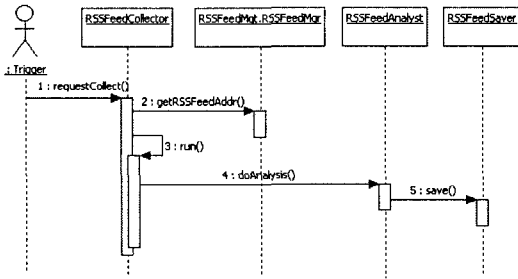 RSSFeedCollector
RSSFeedMgt.RSSFeedMgr
RSSFeedAnalyst
RSSFeedSaver
: Trigger
1 : requestCollect()
2 : getRSSFeedAddr()
3 : run()
4 : doAnalysis()
5 : save()